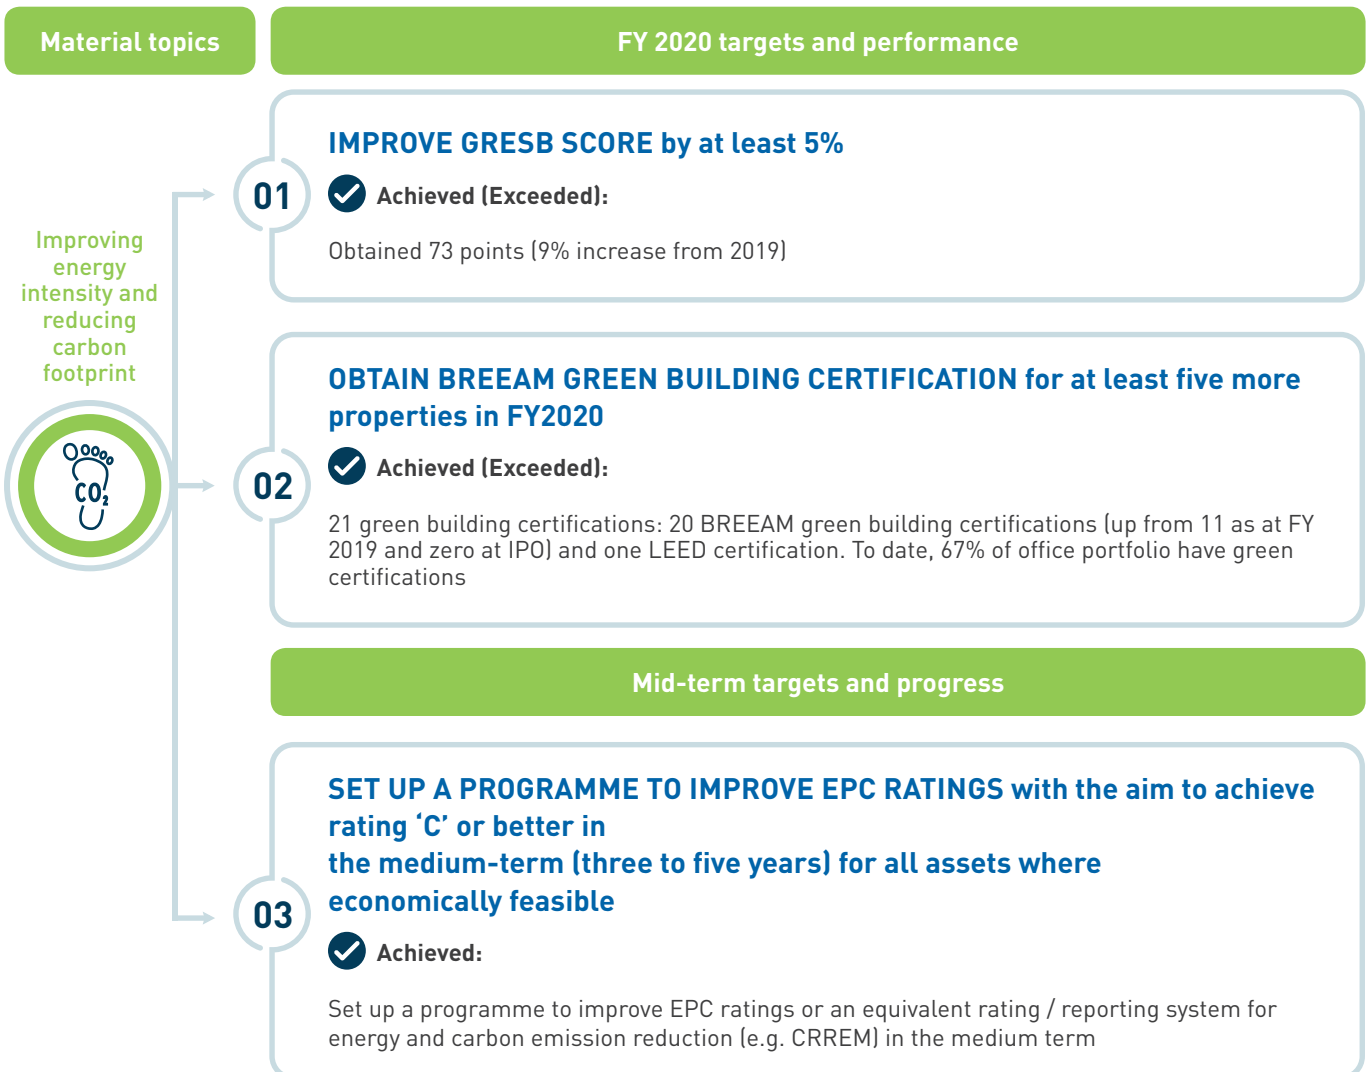 Material topics
FY 2020 targets and performance
Improving
energy
intensity and
reducing
carbon
footprint
CO2
01
IMPROVE GRESB SCORE by at least 5%
Achieved (Exceeded):
Obtained 73 points (9% increase from 2019)
02
OBTAIN BREEAM GREEN BUILDING CERTIFICATION for at least five more
properties in FY2020
Achieved (Exceeded):
21 green building certifications: 20 BREEAM green building certifications (up from 11 as at FY
2019 and zero at IPO) and one LEED certification. To date, 67% of office portfolio have green
certifications
Mid-term targets and progress
03
SET UP A PROGRAMME TO IMPROVE EPC RATINGS with the aim to achieve
rating ‘C’ or better in
the medium-term (three to five years) for all assets where
economically feasible
Achieved:
Set up a programme to improve EPC ratings or an equivalent rating / reporting system for
energy and carbon emission reduction (e.g. CRREM) in the medium term